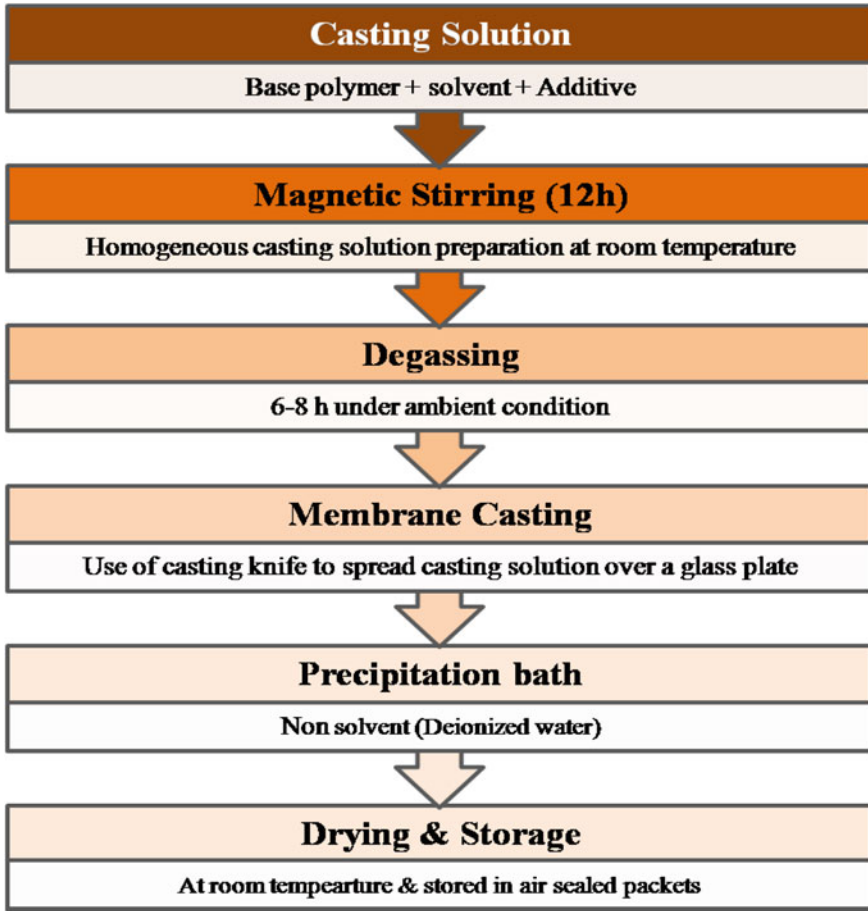 Casting Solution
Base polymer + solvent + Additive
Magnetic Stirring (12h)
Homogeneous casting solution preparation at room temperature
Degassing
6-8 h under ambient condition
Membrane Casting
Use of casting knife to spread casting solution over a glass plate
Precipitation bath
Non solvent (Deionized water)
Drying & Storage
At room tempearture & stored in air sealed packets